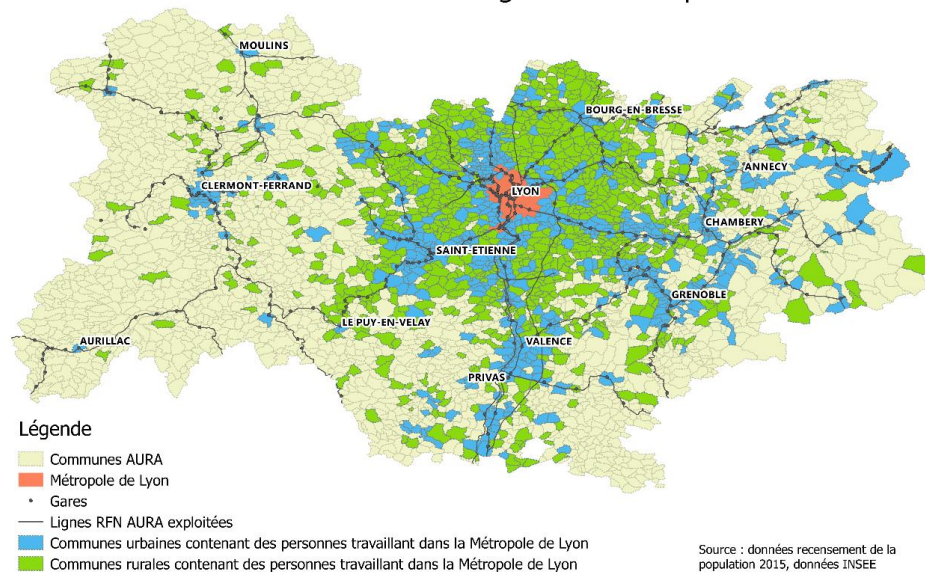 MOULINS
BOURG-EN-BRESSE
ANNECY
CLERMONT-FERRAND
LYON
CHAMBERY
SAINT-ETIENNE
GRENOBLE
LE PUY-EN-VELAY
AURILLAC
VALENCE
PRIVAS
Légende
Communes AURA
Métropole de Lyon
Gares
Lignes RFN AURA exploitées
Communes urbaines contenant des personnes travaillant dans la Métropole de Lyon
Communes rurales contenant des personnes travaillant dans la Métropole de Lyon
Source : données recensement de la
population 2015, données INSEE